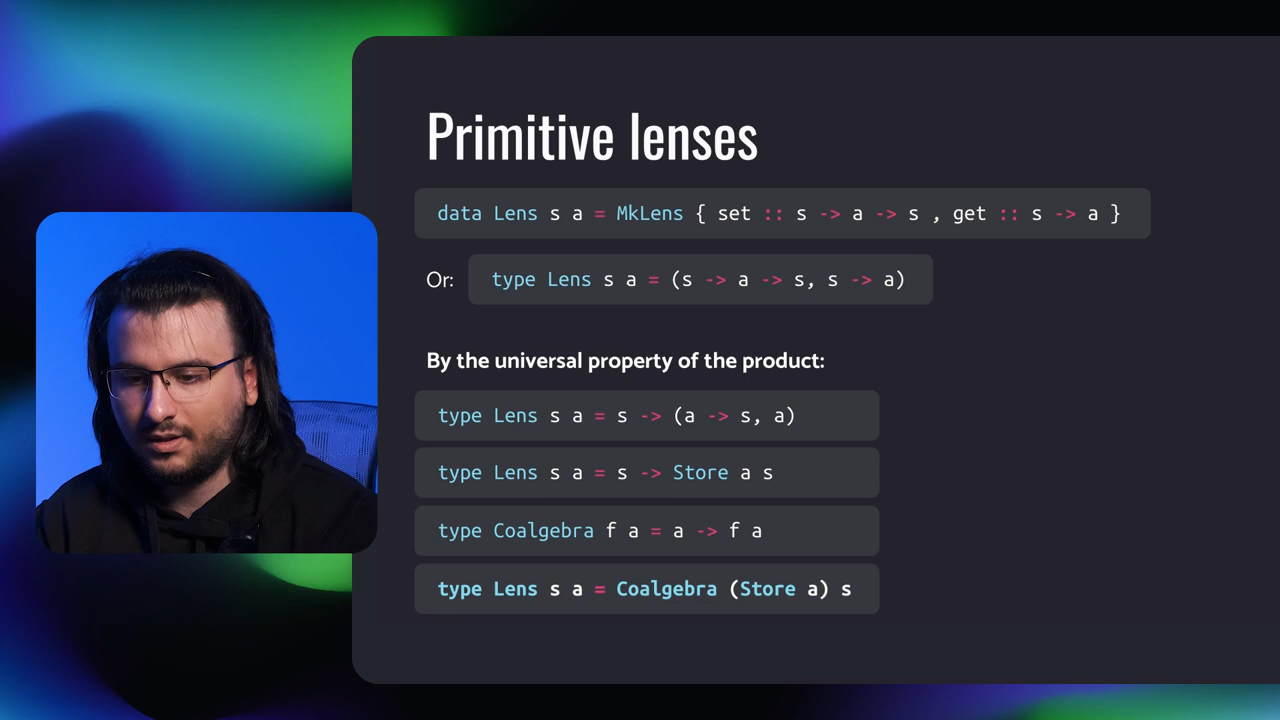 Primitive lenses
data Lens s a = MkLens { set :: s -> a -> s , get :: s -> a }
Or: type Lens s a = (s -> a -> s, s -> a)
By the universal property of the product:
type Lens s a = s -> (a -> s, a)
type Lens s a = s -> Store a s
type Coalgebra f a = a -> f a
type Lens s a = Coalgebra (Store a) s